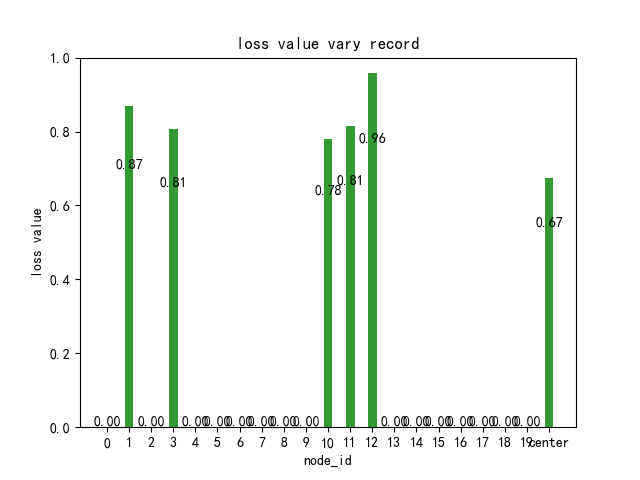 loss value vary record
loss value
1.0
0.8
0.6
0.4
0.2
0.0
0.00 0.87 0.00 0.81 0.00 0.00 0.00 0.00 0.00 0.00 0.78 0.81 0.96 0.00 0.00 0.00 0.00 0.00 0.00 0.00 0.67
0 1 2 3 4 5 6 7 8 9 10 11 12 13 14 15 16 17 18 19 center
node_id